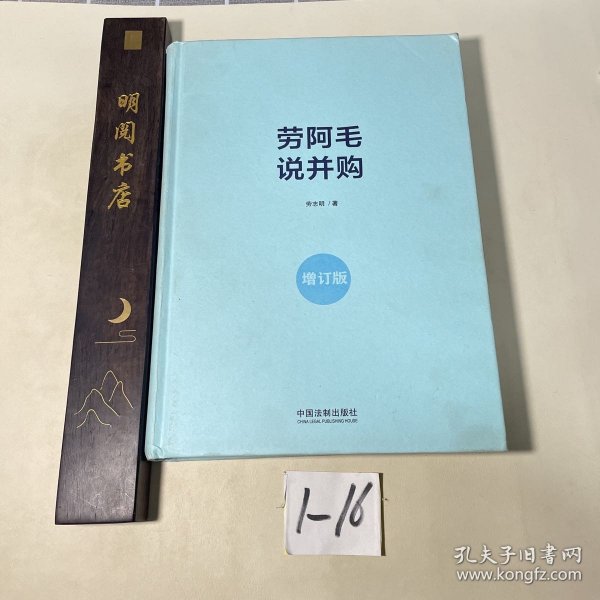 明阅书店
劳阿毛
说并购
劳志明 / 著
增订版
中国法制出版社
CHINA LEGAL PUBLISHING HOUSE
1-16
孔夫子旧书网
www.kongfz.com